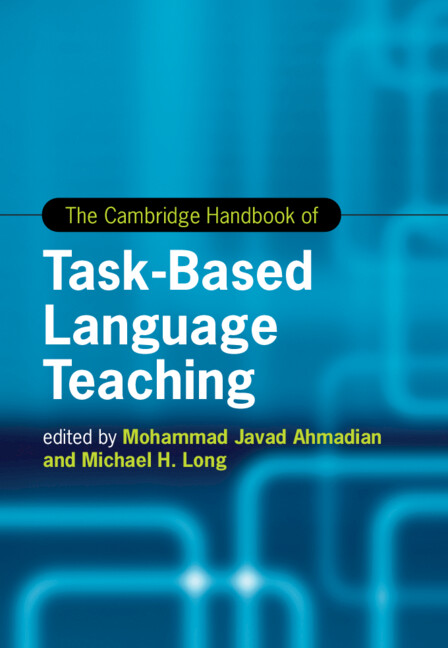 The Cambridge Handbook of
Task-Based
Language
Teaching
edited by Mohammad Javad Ahmadian
and Michael H. Long